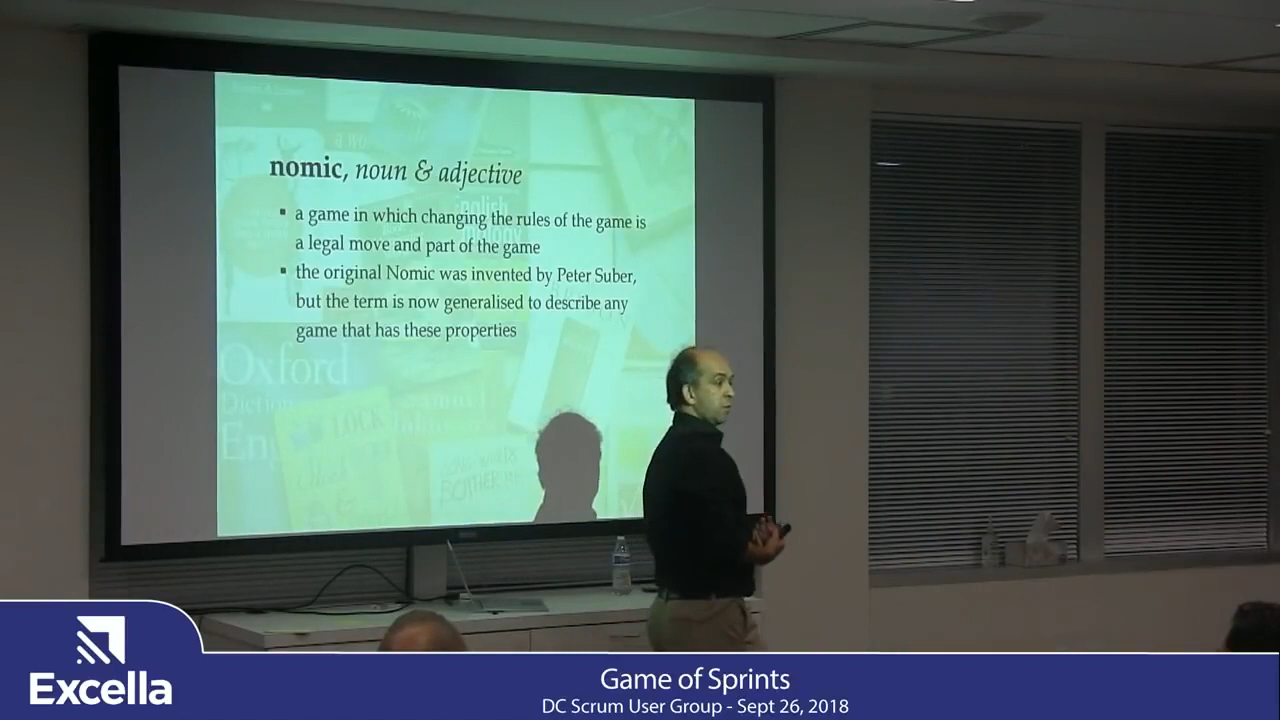 nomic, noun & adjective
▪ a game in which changing the rules of the game is
a legal move and part of the game
▪ the original Nomic was invented by Peter Suber,
but the term is now generalised to describe any
game that has these properties
Oxford
LOCK
Excella
Game of Sprints
DC Scrum User Group - Sept 26, 2018